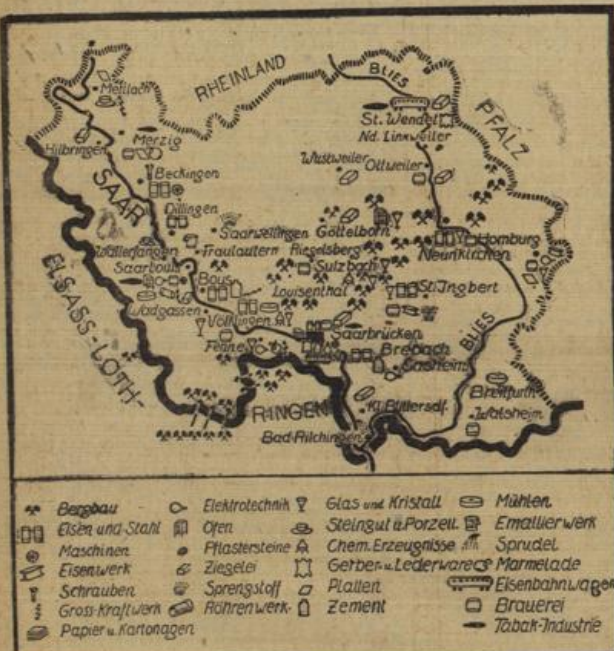 RHEINLAND
BLIES
PFALZ
Mettlach
St. Wendel
Nd. Linxweiler
Hilbringen
Merzig
Wustweiler
Ottweiler
Beckingen
SAAR
Dillingen
Saarwellingen
Göttelborn
Homburg
Wallerfangen
Fraulautern
Riegelsberg
Neunkirchen
Saarlouis
Sulzbach
Bous
Louisenthal
St. Ingbert
ELSASS-LOTH-
Wadgassen
Völklingen
Saarbrücken
Fenne
Brebach
BLIES
Ensheim
RINGEN
Breitfurth
Kl. Blittersdf.
Walsheim
Bad-Rilchingen
Bergbau
Eisen und Stahl
Maschinen
Eisenwerk
Schrauben
Gross-Kraftwerk
Papier u. Kartonagen
Elektrotechnik
Ofen
Pflastersteine
Ziegelei
Sprengstoff
Röhrenwerk
Glas und Kristall
Steingut u. Porzell.
Chem. Erzeugnisse
Gerber- u. Lederware
Platten
Zement
Mühlen
Emaillierwerk
Sprudel
Marmelade
Eisenbahnwagen
Brauerei
Tabak-Industrie